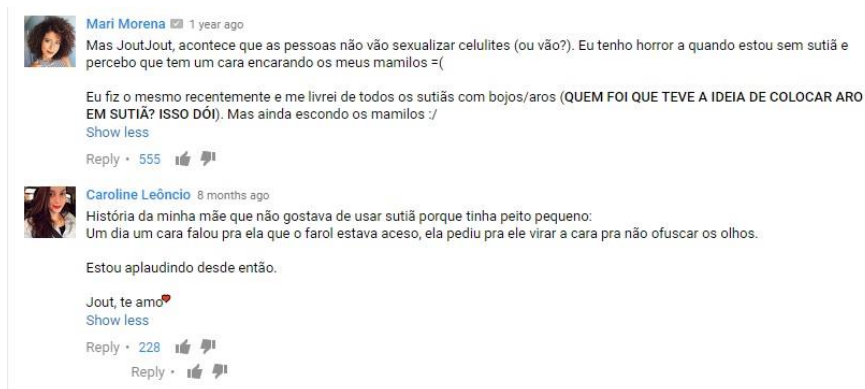 Mari Morena 1 year ago
Mas JoutJout, acontece que as pessoas não vão sexualizar celulites (ou vão?). Eu tenho horror a quando estou sem sutiã e
percebo que tem um cara encarando os meus mamilos =(
Eu fiz o mesmo recentemente e me livrei de todos os sutiãs com bojos/aros (QUEM FOI QUE TEVE A IDEIA DE COLOCAR ARO
EM SUTIÃ? ISSO DÓI). Mas ainda escondo os mamilos :/
Show less
Reply • 555
Caroline Leôncio 8 months ago
História da minha mãe que não gostava de usar sutiã porque tinha peito pequeno:
Um dia um cara falou pra ela que o farol estava aceso, ela pediu pra ele virar a cara pra não ofuscar os olhos.
Estou aplaudindo desde então.
Jout, te amo
Show less
Reply • 228
Reply •